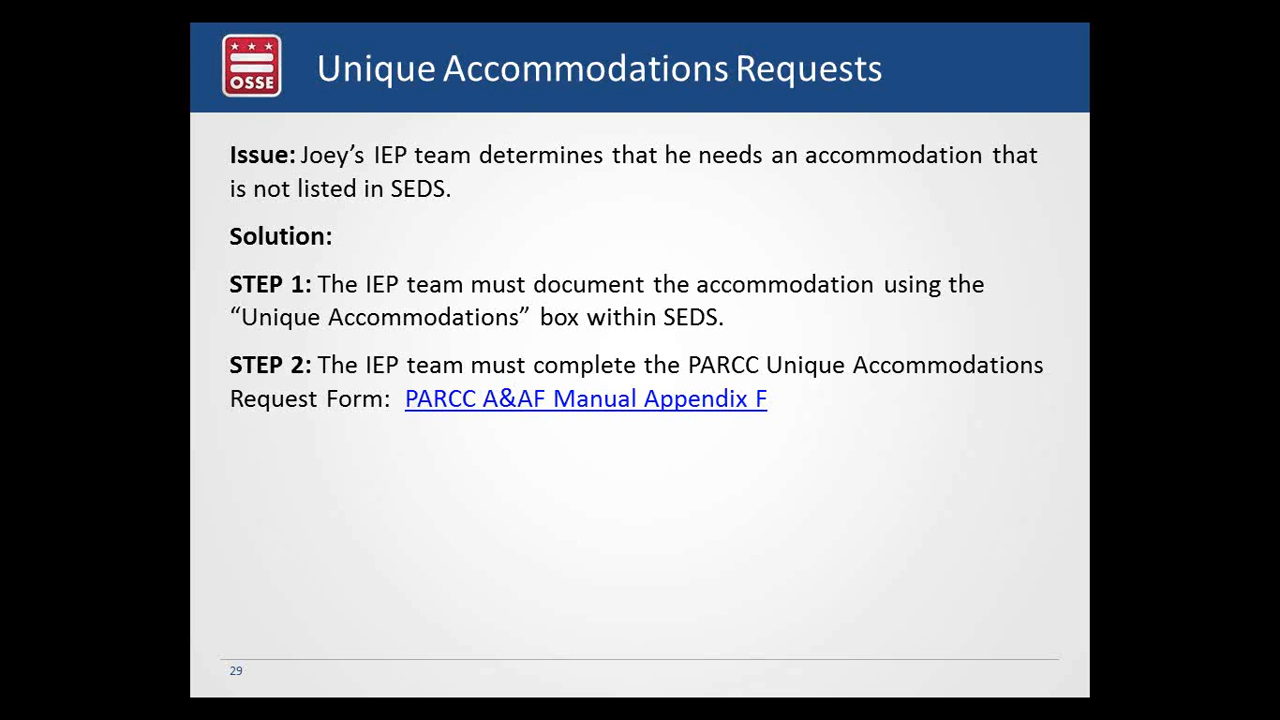 OSSE
Unique Accommodations Requests
Issue: Joey’s IEP team determines that he needs an accommodation that
is not listed in SEDS.
Solution:
STEP 1: The IEP team must document the accommodation using the
“Unique Accommodations” box within SEDS.
STEP 2: The IEP team must complete the PARCC Unique Accommodations
Request Form: PARCC A&AF Manual Appendix F
29